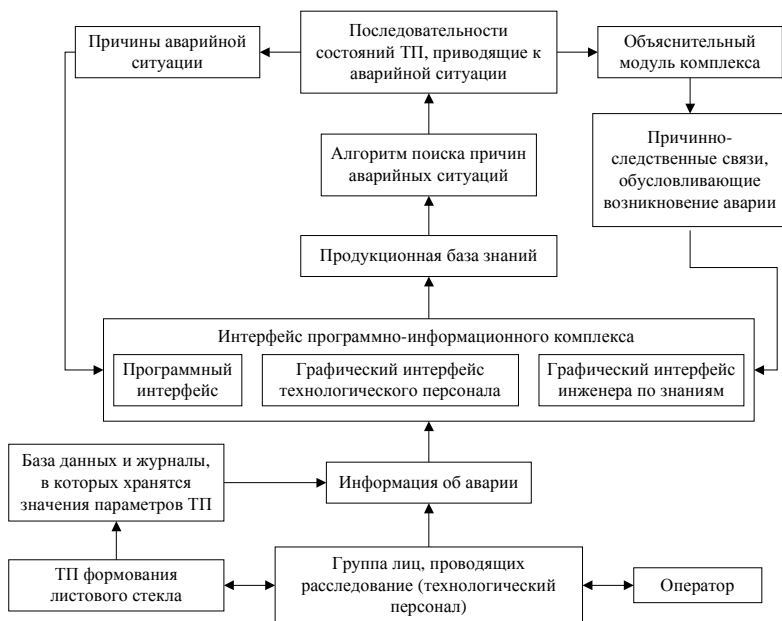 Причины аварийной
ситуации
Последовательности
состояний ТП, приводящие к
аварийной ситуации
Объяснительный
модуль комплекса
Алгоритм поиска причин
аварийных ситуаций
Причинно-
следственные связи,
обусловливающие
возникновение аварии
Продукционная база знаний
Интерфейс программно-информационного комплекса
Программный
интерфейс
Графический интерфейс
технологического персонала
Графический интерфейс
инженера по знаниям
База данных и журналы,
в которых хранятся
значения параметров ТП
Информация об аварии
ТП формования
листового стекла
Группа лиц, проводящих
расследование (технологический
персонал)
Оператор